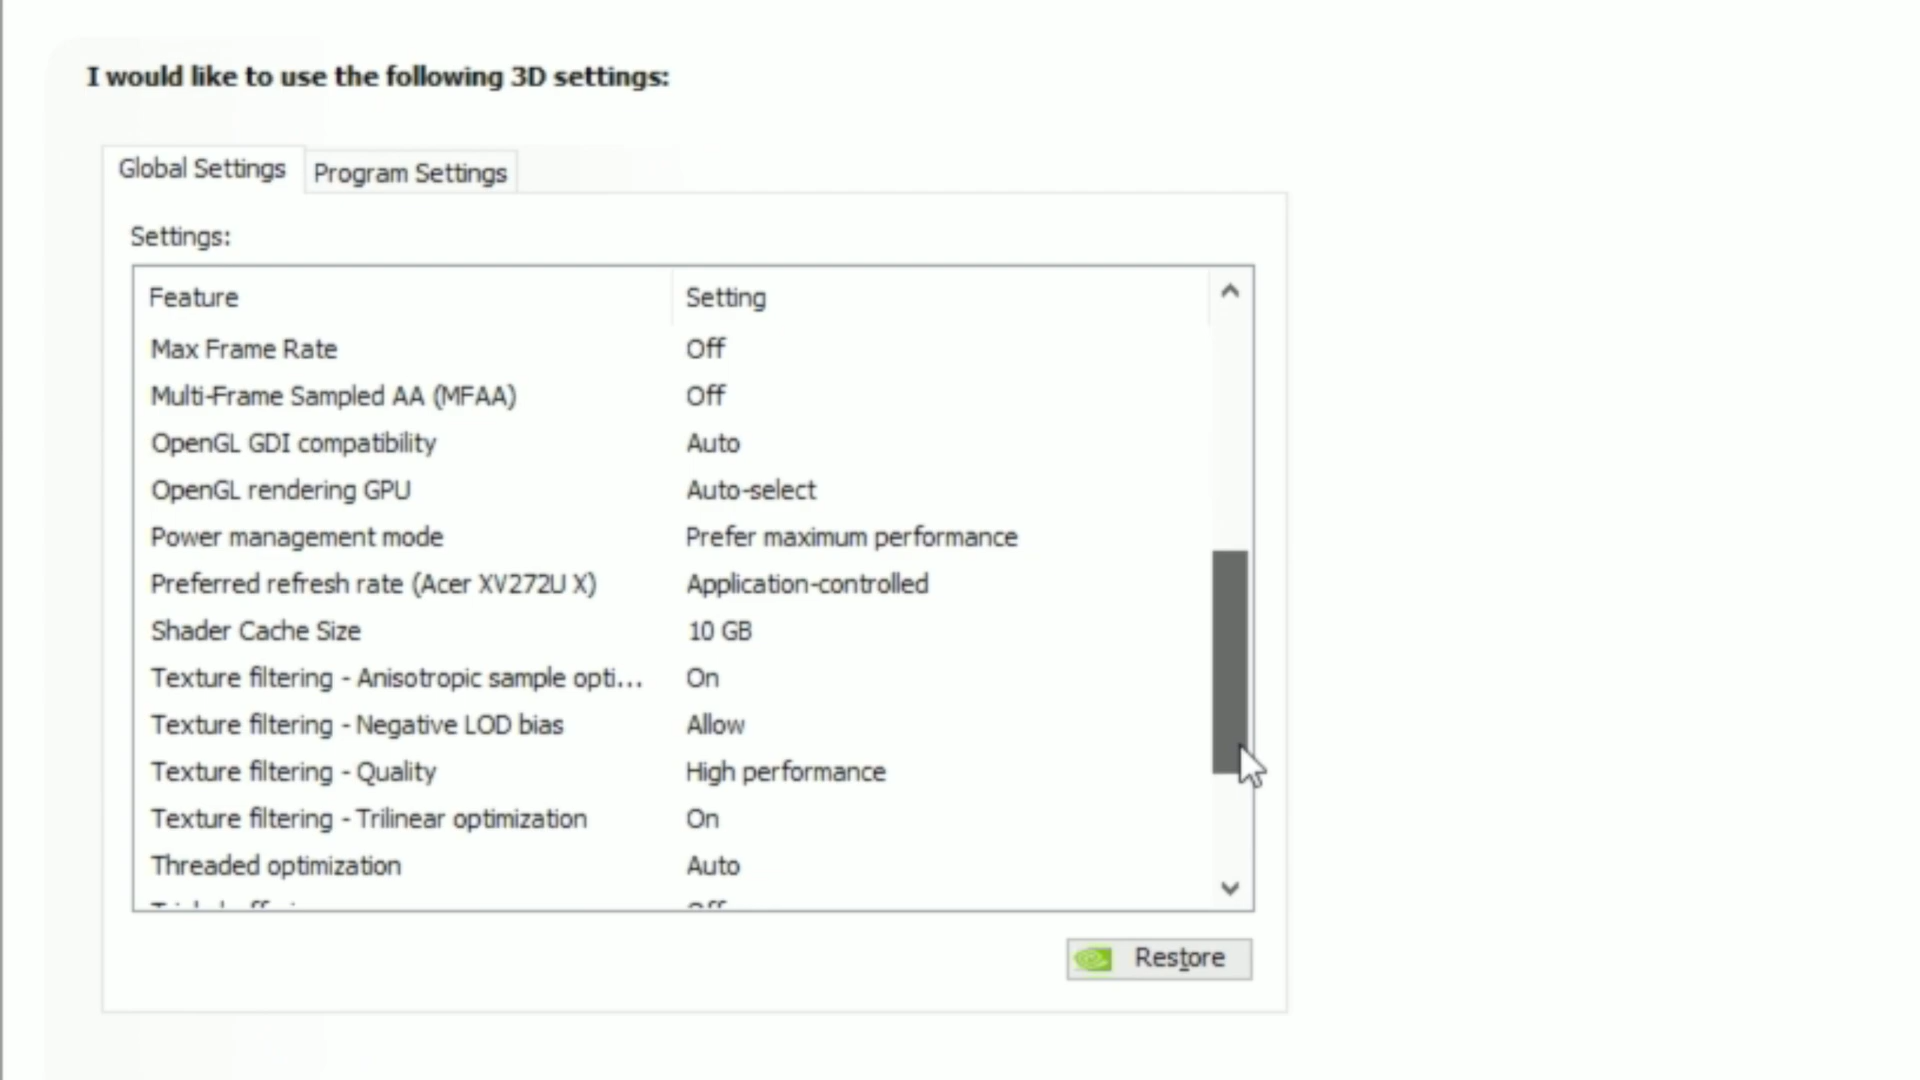 I would like to use the following 3D settings:
Global Settings
Program Settings
Settings:
Feature Setting
Max Frame Rate Off
Multi-Frame Sampled AA (MFAA) Off
OpenGL GDI compatibility Auto
OpenGL rendering GPU Auto-select
Power management mode Prefer maximum performance
Preferred refresh rate (Acer XV272U X) Application-controlled
Shader Cache Size 10 GB
Texture filtering - Anisotropic sample opti... On
Texture filtering - Negative LOD bias Allow
Texture filtering - Quality High performance
Texture filtering - Trilinear optimization On
Threaded optimization Auto
Restore